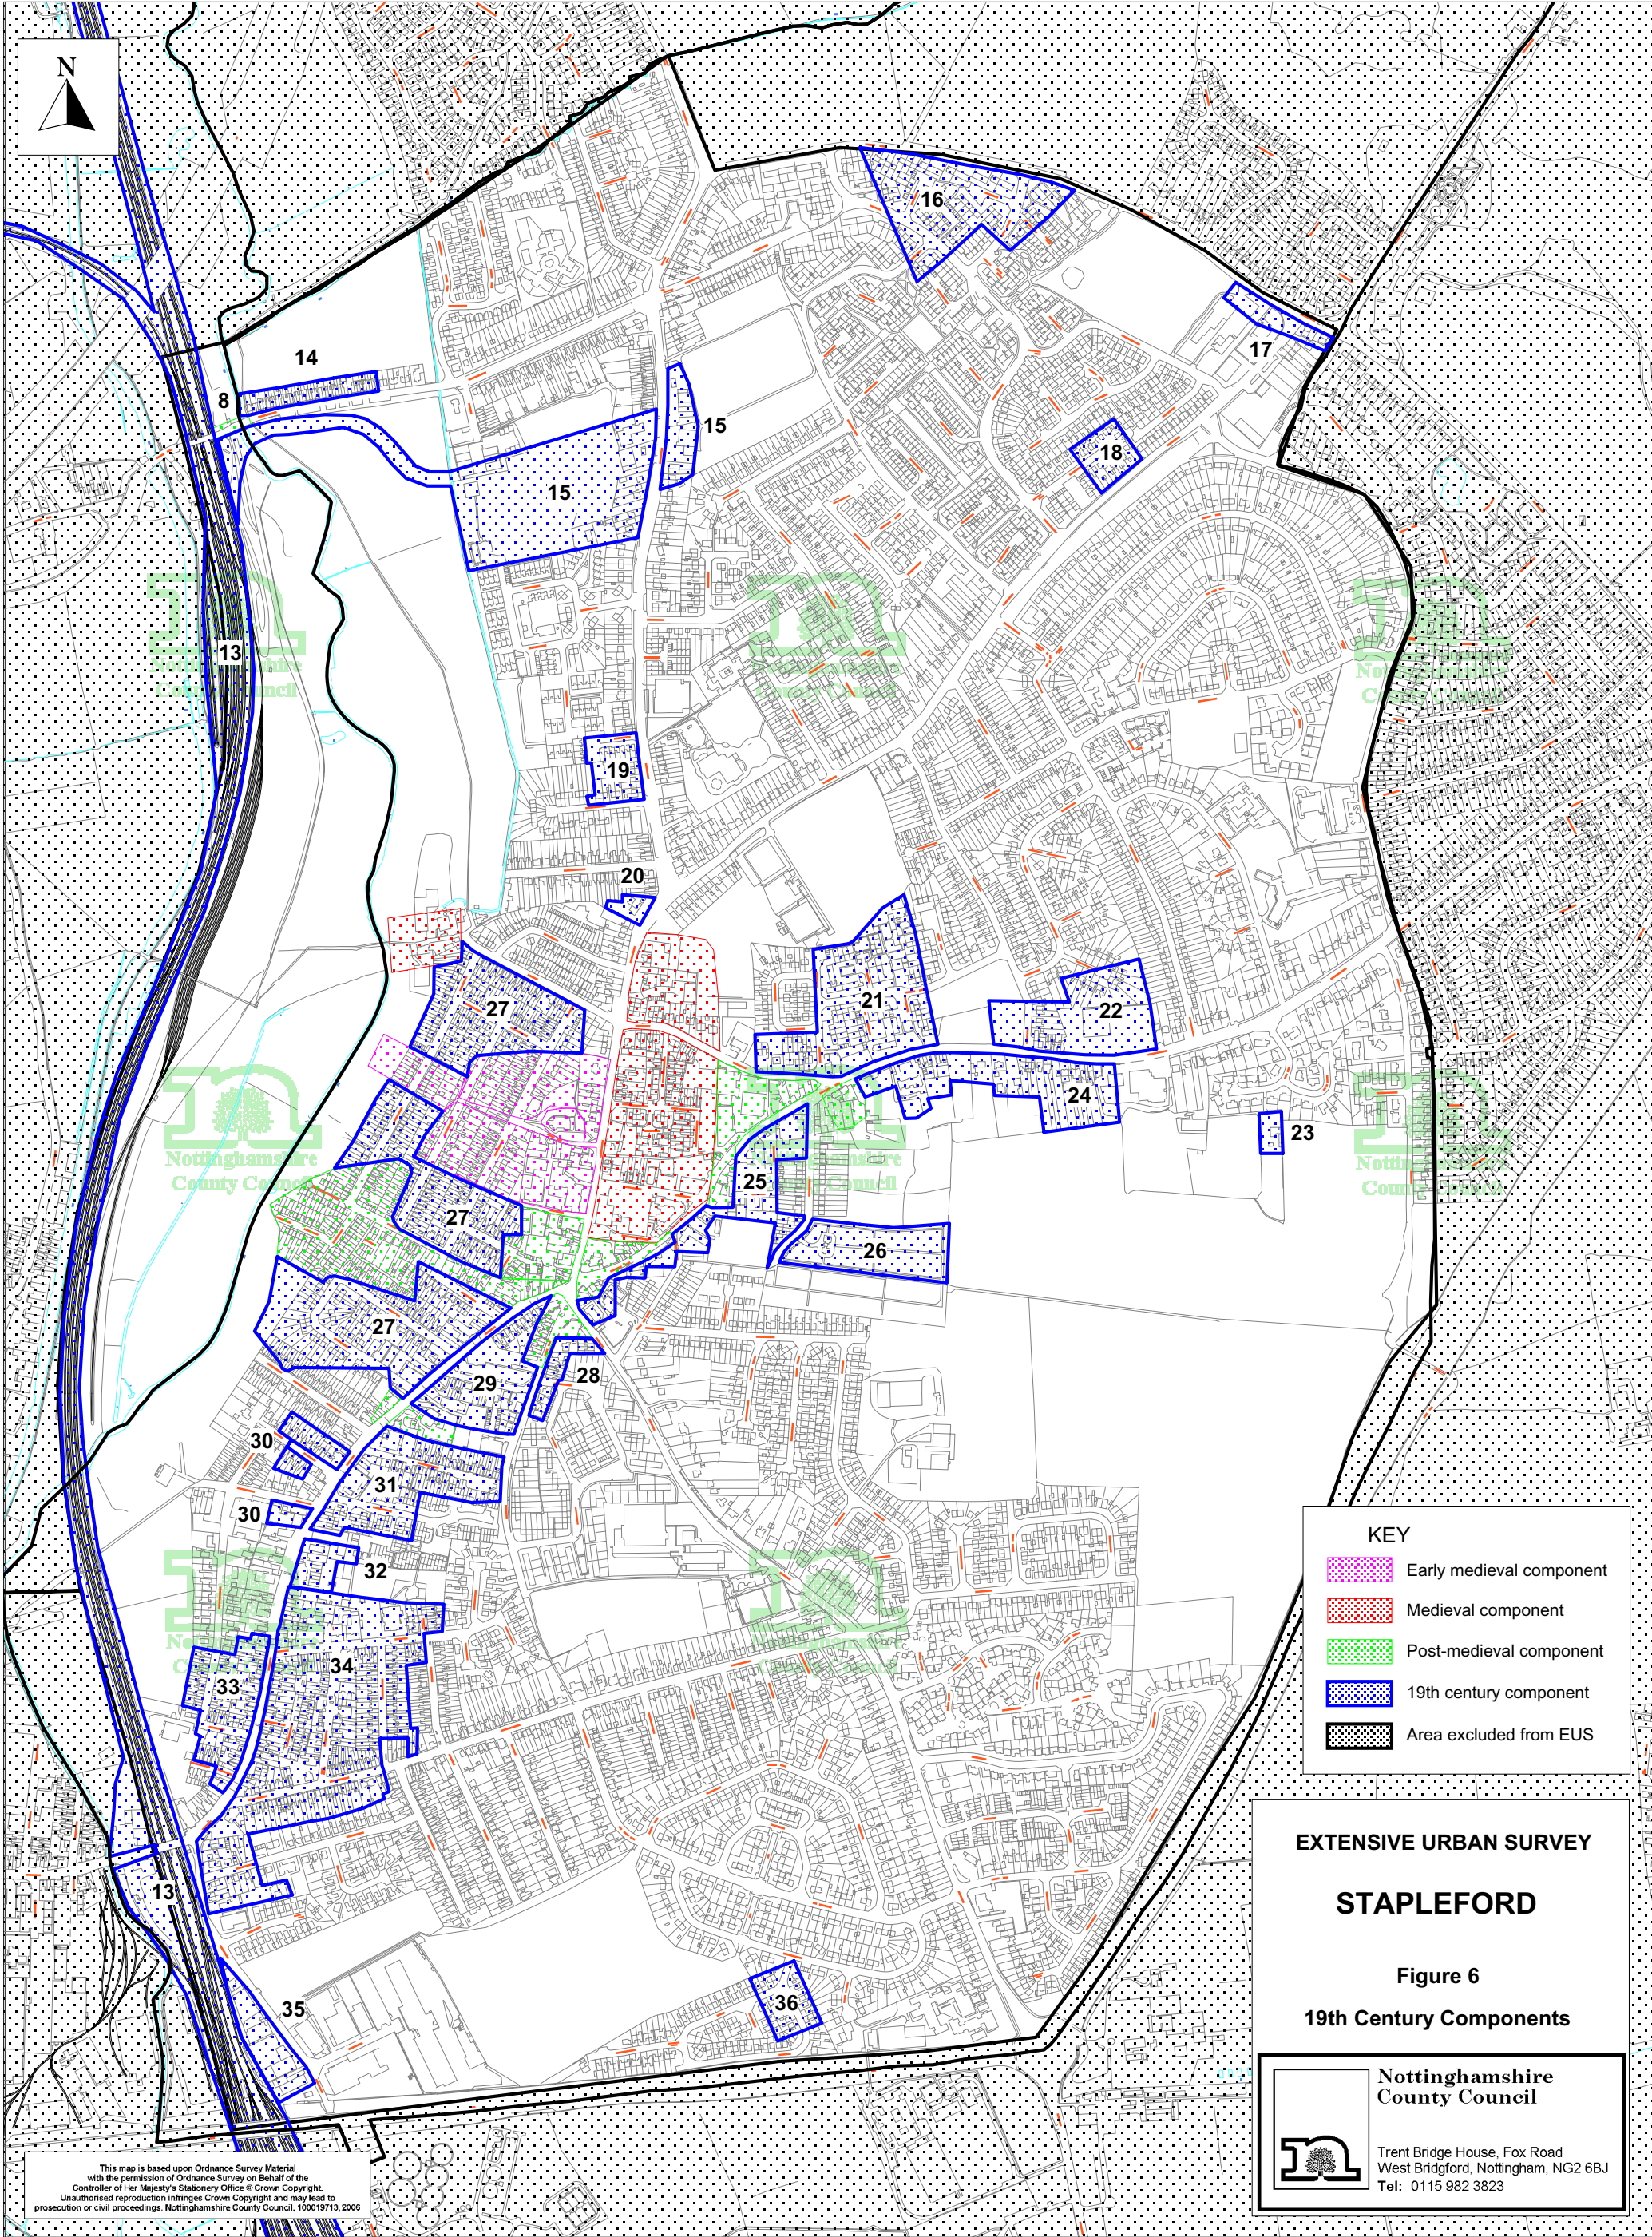 N
16
14
17
8
15
15
18
13
19
20
27
21
22
24
23
25
27
26
27
28
29
30
31
30
32
34
33
13
35
36
Nottinghamshire
County Council
KEY
Early medieval component
Medieval component
Post-medieval component
19th century component
Area excluded from EUS
EXTENSIVE URBAN SURVEY
STAPLEFORD
Figure 6
19th Century Components
Nottinghamshire
County Council
Trent Bridge House, Fox Road
West Bridgford, Nottingham, NG2 6BJ
Tel: 0115 982 3823
This map is based upon Ordnance Survey Material
with the permission of Ordnance Survey on Behalf of the
Controller of Her Majesty's Stationery Office © Crown Copyright.
Unauthorised reproduction infringes Crown Copyright and may lead to
prosecution or civil proceedings. Nottinghamshire County Council, 100019713, 2006